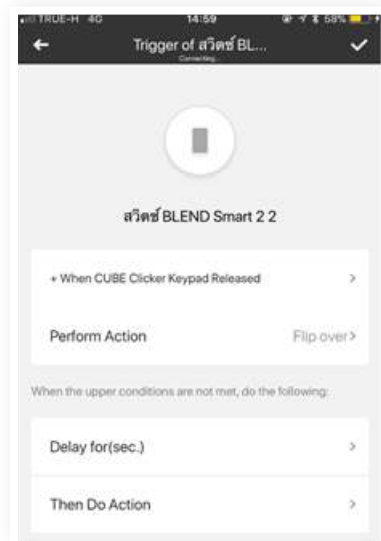 TRUE-H 4G 14:59 58%
Trigger of สวิตช์ BL...
Connecting...
สวิตช์ BLEND Smart 2 2
+ When CUBE Clicker Keypad Released
Perform Action Flip over
When the upper conditions are not met, do the following:
Delay for(sec.)
Then Do Action